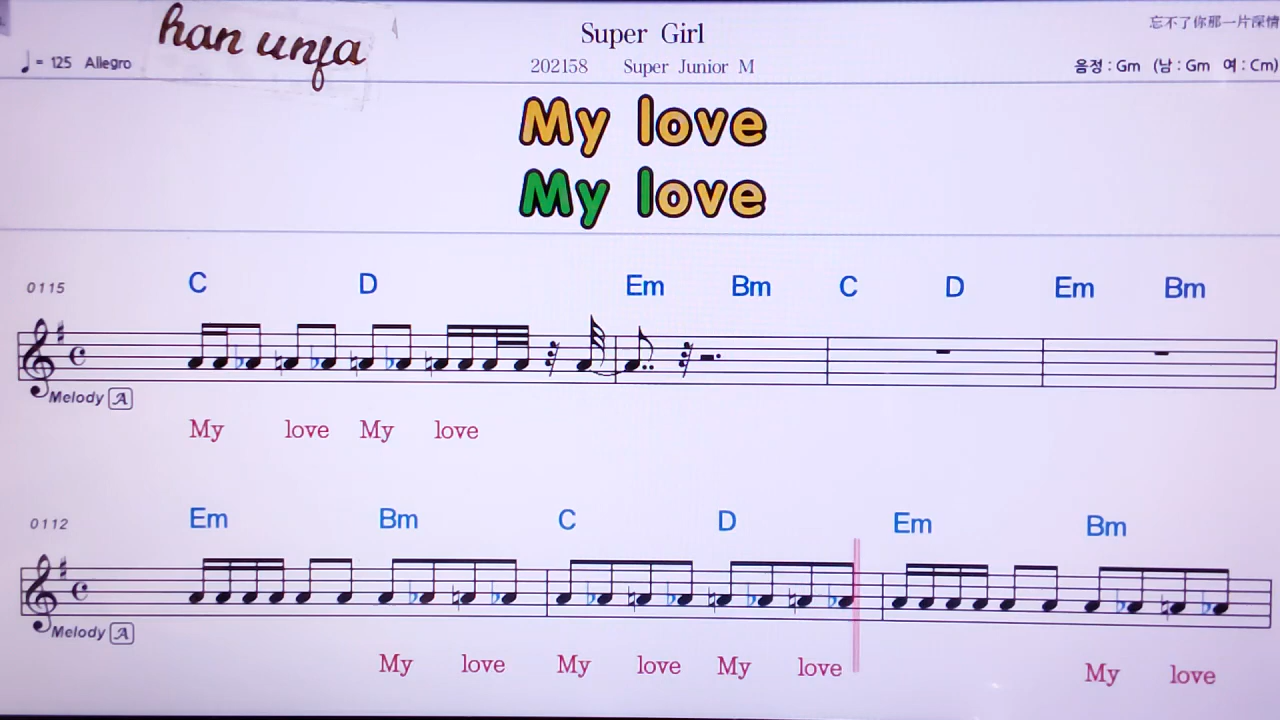 han unfa
Super Girl
忘不了你那一片深情
♩= 125 Allegro
202158 Super Junior M
음정 : Gm (남 : Gm 여 : Cm)
My love
My love
0115 C D Em Bm C D Em Bm
Melody A
My love My love
0112 Em Bm C D Em Bm
Melody A
My love My love My love My love